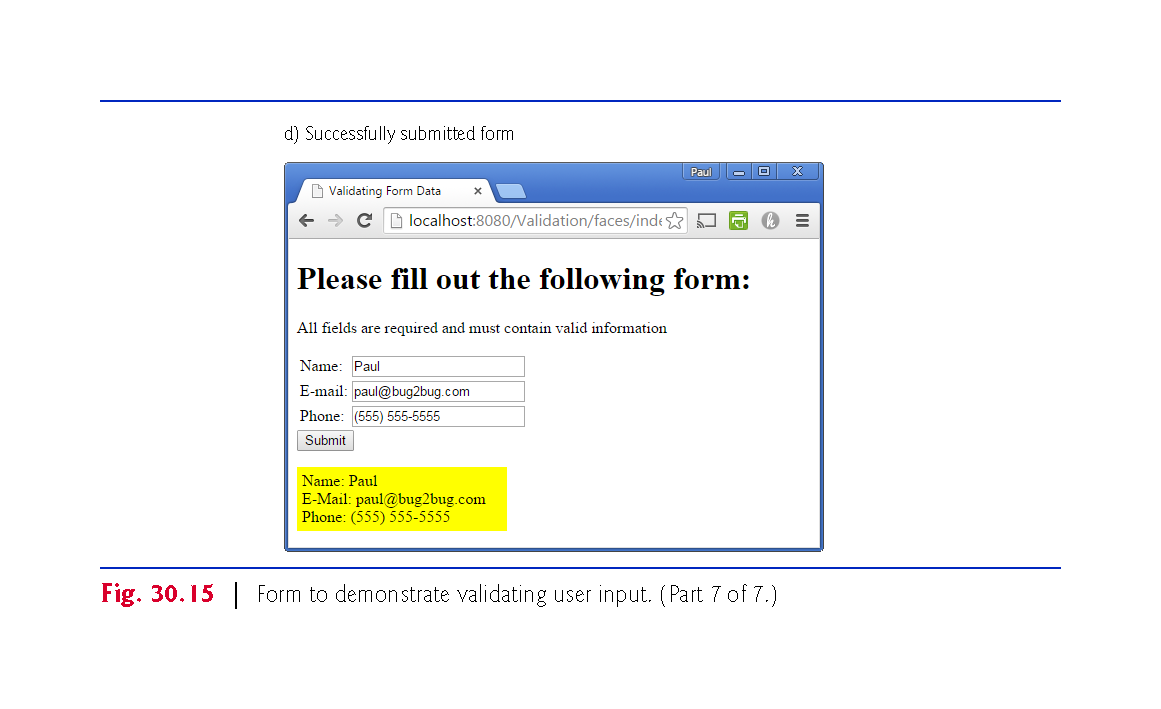 d) Successfully submitted form
Paul
Validating Form Data
localhost:8080/Validation/faces/inde
Please fill out the following form:
All fields are required and must contain valid information
Name: Paul
E-mail: paul@bug2bug.com
Phone: (555) 555-5555
Submit
Name: Paul
E-Mail: paul@bug2bug.com
Phone: (555) 555-5555
Fig. 30.15 | Form to demonstrate validating user input. (Part 7 of 7.)